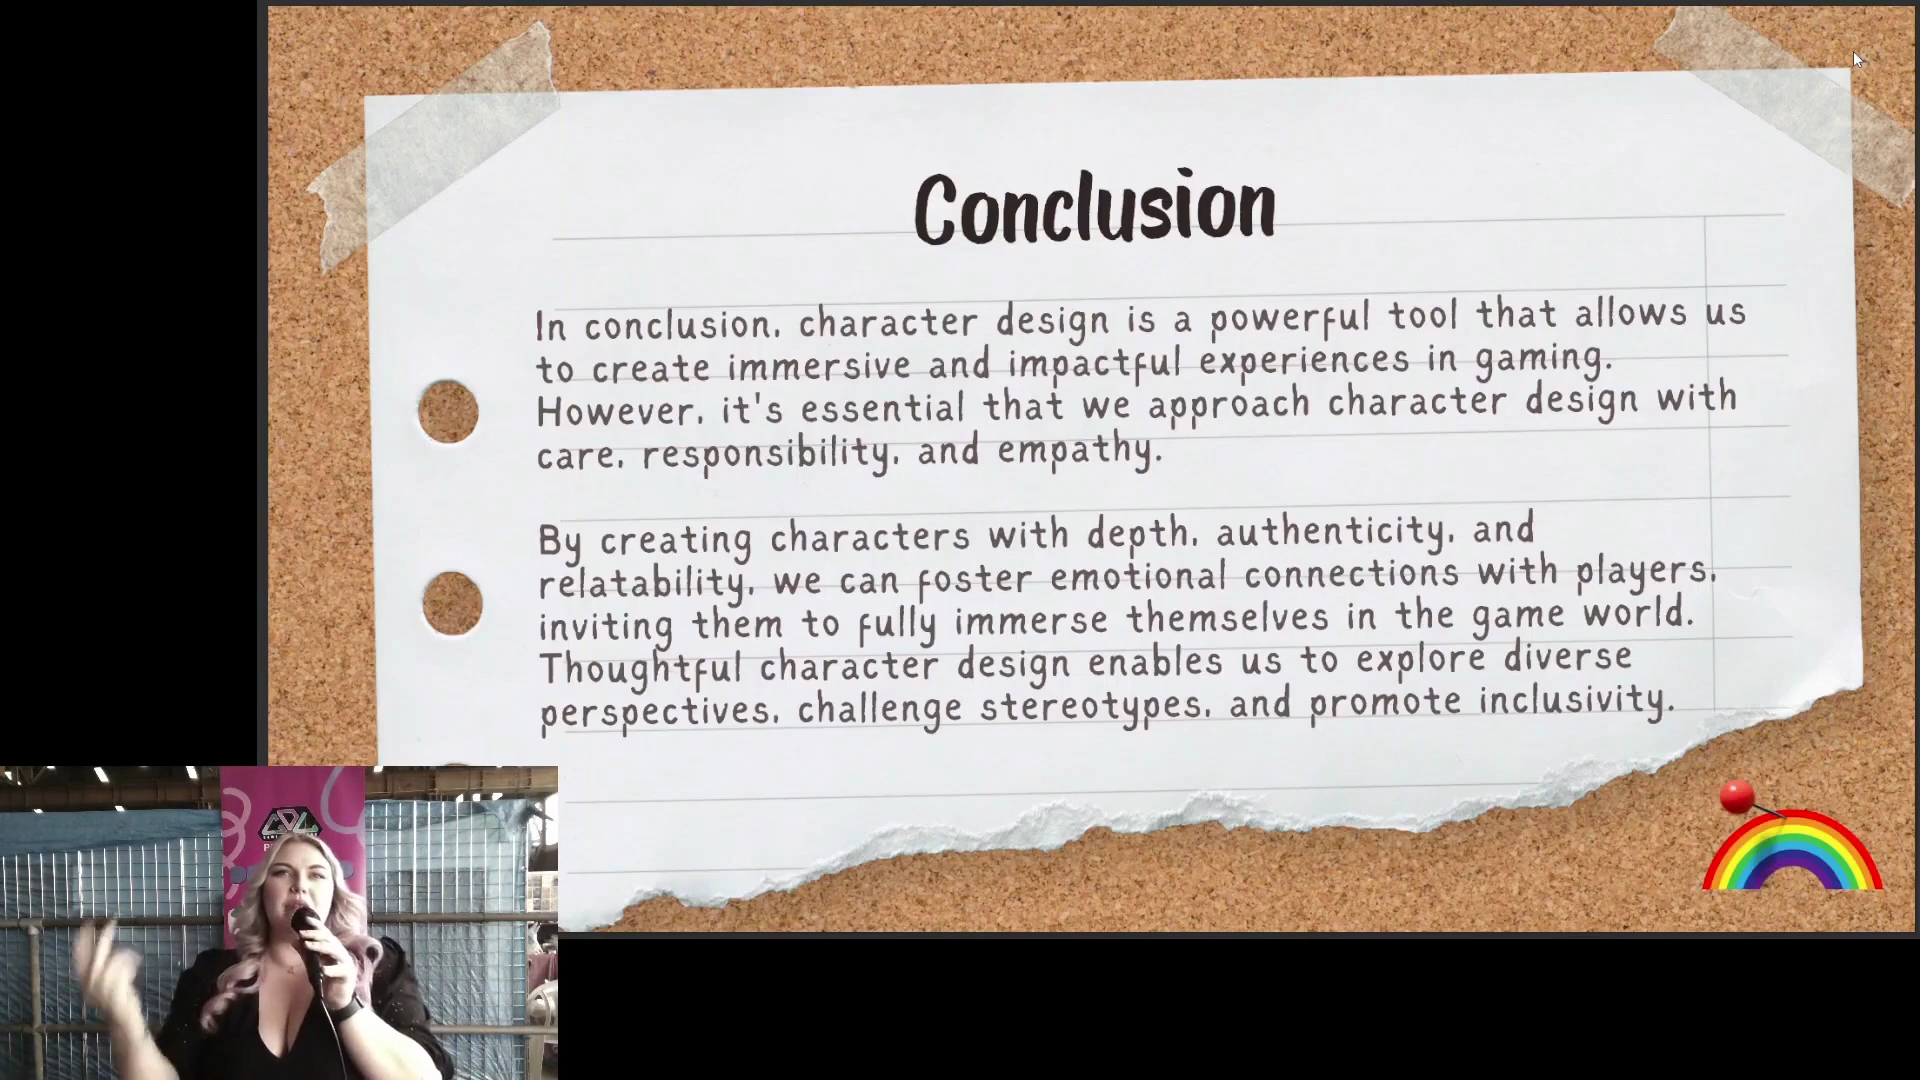 Conclusion
In conclusion, character design is a powerful tool that allows us
to create immersive and impactful experiences in gaming.
However, it's essential that we approach character design with
care, responsibility, and empathy.
By creating characters with depth, authenticity, and
relatability, we can foster emotional connections with players,
inviting them to fully immerse themselves in the game world.
Thoughtful character design enables us to explore diverse
perspectives, challenge stereotypes, and promote inclusivity.